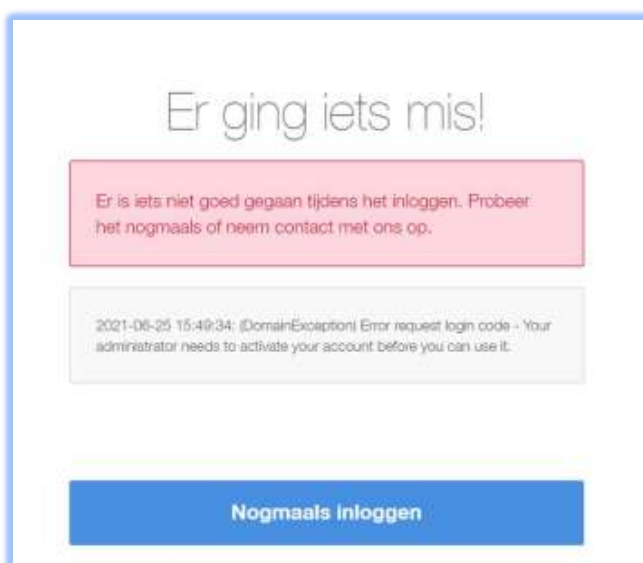 Er ging iets mis!
Er is iets niet goed gegaan tijdens het inloggen. Probeer
het nogmaals of neem contact met ons op.
2021-06-25 15:49:34: (DomainException) Error request login code - Your
administrator needs to activate your account before you can use it.
Nogmaals inloggen